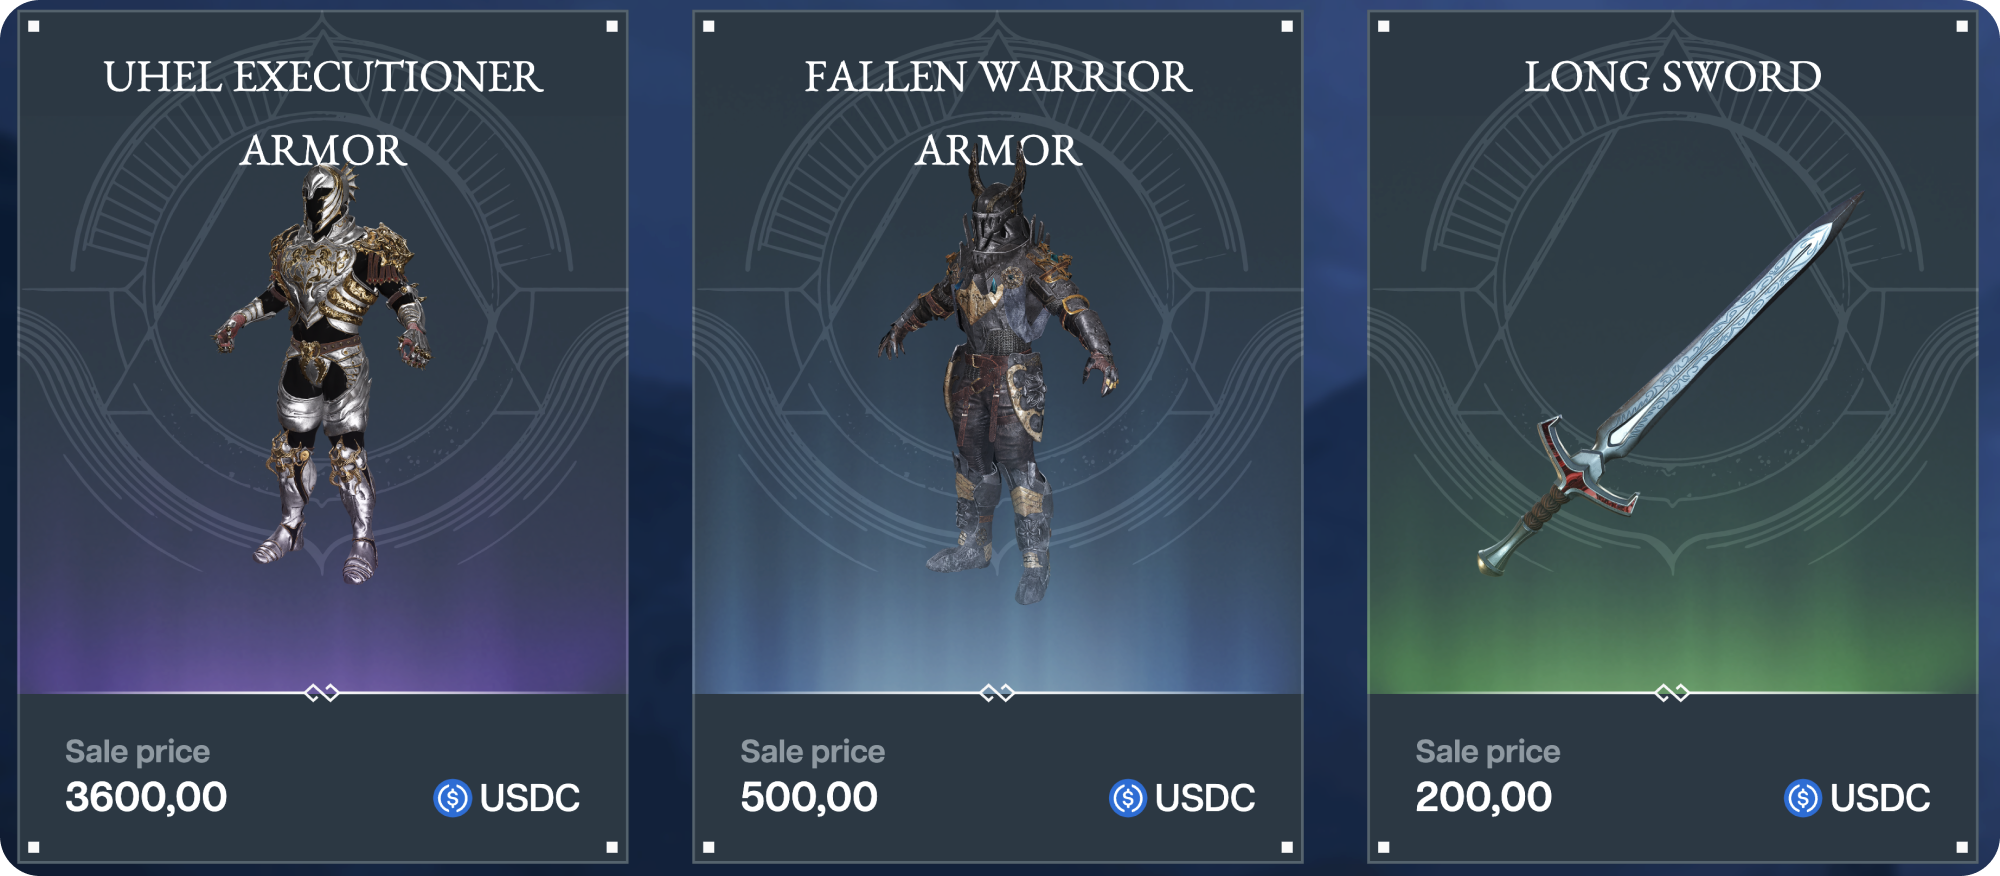 UHEL EXECUTIONER
ARMOR
Sale price
3600,00
USDC
FALLEN WARRIOR
ARMOR
Sale price
500,00
USDC
LONG SWORD
Sale price
200,00
USDC